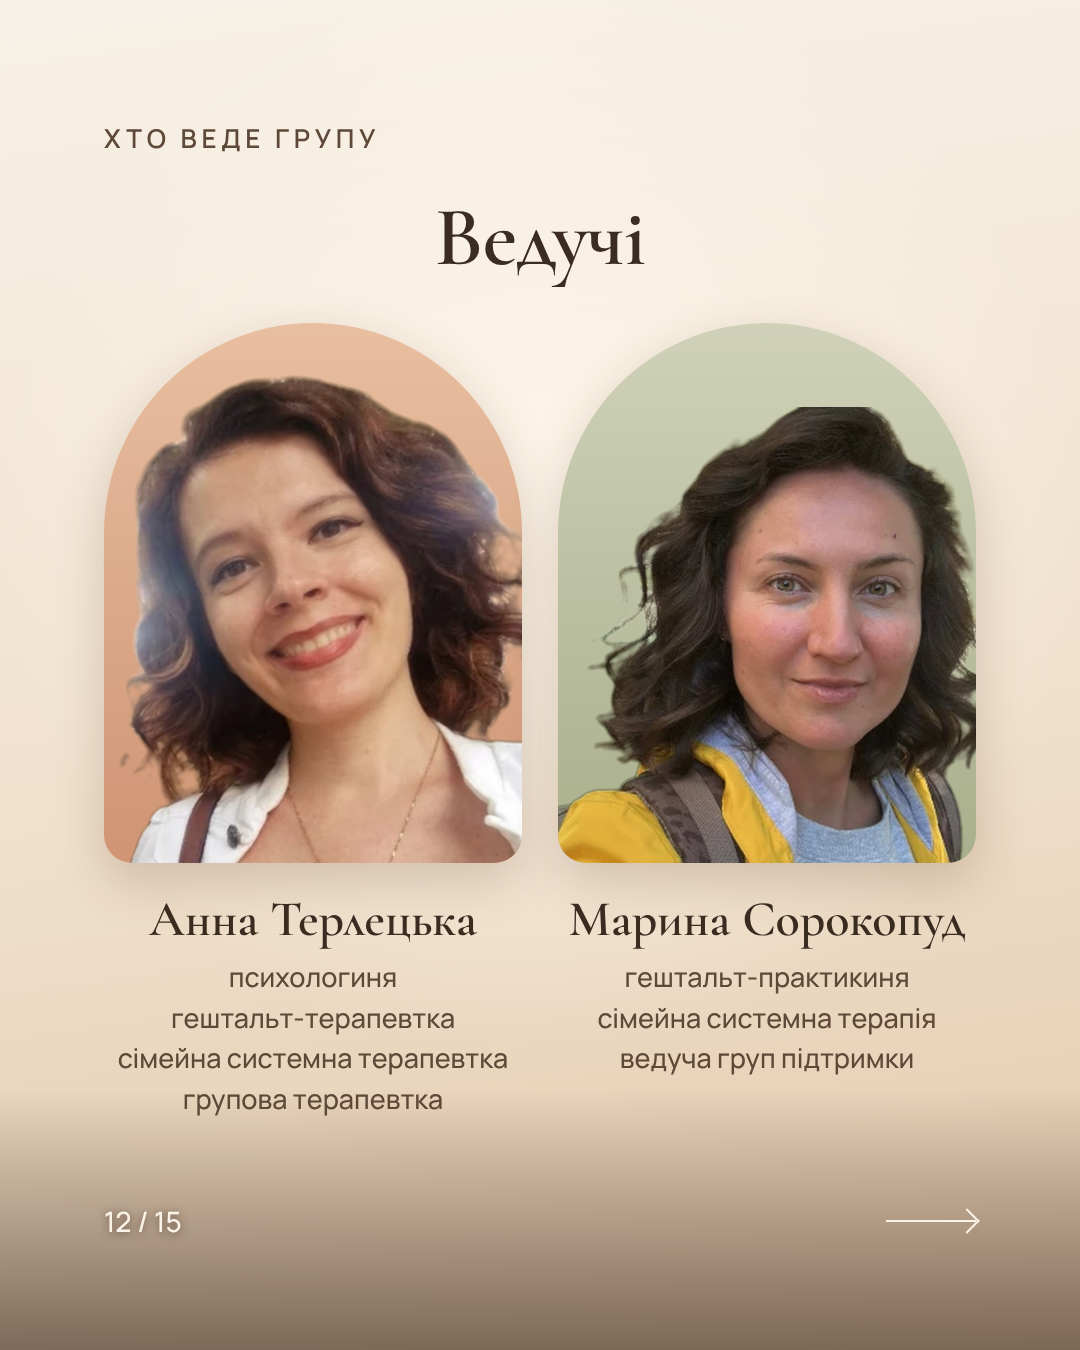 ХТО ВЕДЕ ГРУПУ
Ведучі
Анна Терлецька
психологиня
гештальт-терапевтка
сімейна системна терапевтка
групова терапевтка
Марина Сорокопуд
гештальт-практикиня
сімейна системна терапія
ведуча груп підтримки
12 / 15